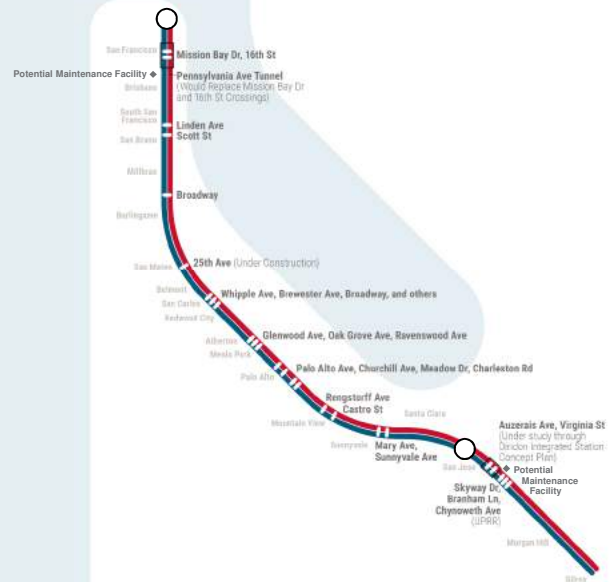 San Francisco
Mission Bay Dr, 16th St
Potential Maintenance Facility
Pennsylvania Ave Tunnel
(Would Replace Mission Bay Dr
and 16th St Crossings)
Brisbane
South San
Francisco
Linden Ave
Scott St
San Bruno
Millbrae
Broadway
Burlingame
25th Ave (Under Construction)
San Mateo
Belmont
San Carlos
Whipple Ave, Brewester Ave, Broadway, and others
Redwood City
Glenwood Ave, Oak Grove Ave, Ravenswood Ave
Atherton
Menlo Park
Palo Alto Ave, Churchill Ave, Meadow Dr, Charleston Rd
Palo Alto
Rengstorff Ave
Castro St
Santa Clara
Mountain View
Auzerais Ave, Virginia St
(Under study through
Diridon Integrated Station
Concept Plan)
Sunnyvale
Mary Ave,
Sunnyvale Ave
San Jose
Potential
Maintenance
Facility
Skyway Dr,
Branham Ln,
Chynoweth Ave
(UPRR)
Morgan Hill
Gilroy